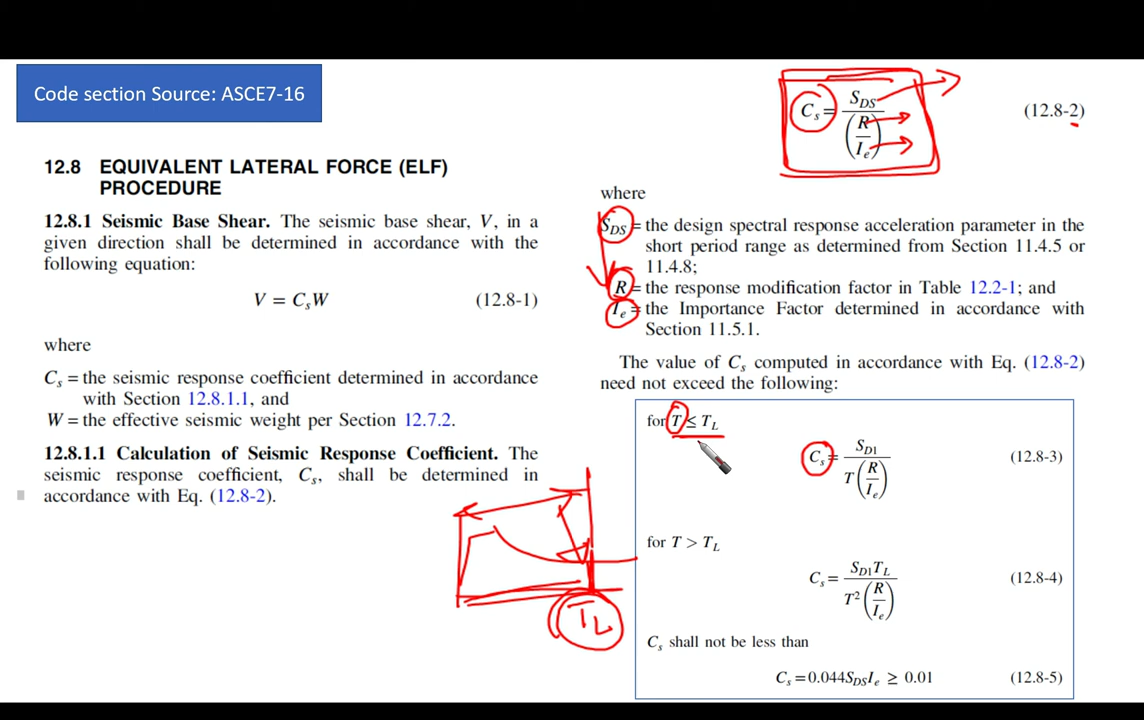 Code section Source: ASCE7-16
12.8 EQUIVALENT LATERAL FORCE (ELF)
PROCEDURE
12.8.1 Seismic Base Shear. The seismic base shear, V, in a
given direction shall be determined in accordance with the
following equation:
V = CsW (12.8-1)
where
Cs = the seismic response coefficient determined in accordance
with Section 12.8.1.1, and
W = the effective seismic weight per Section 12.7.2.
12.8.1.1 Calculation of Seismic Response Coefficient. The
seismic response coefficient, Cs, shall be determined in
accordance with Eq. (12.8-2).
TL
Cs = SDS / (R/Ie) (12.8-2)
where
SDS = the design spectral response acceleration parameter in the
short period range as determined from Section 11.4.5 or
11.4.8;
R = the response modification factor in Table 12.2-1; and
Ie = the Importance Factor determined in accordance with
Section 11.5.1.
The value of Cs computed in accordance with Eq. (12.8-2)
need not exceed the following:
for T ≤ TL
Cs = SD1 / T(R/Ie) (12.8-3)
for T > TL
Cs = SD1TL / T²(R/Ie) (12.8-4)
Cs shall not be less than
Cs = 0.044SDSIe ≥ 0.01 (12.8-5)